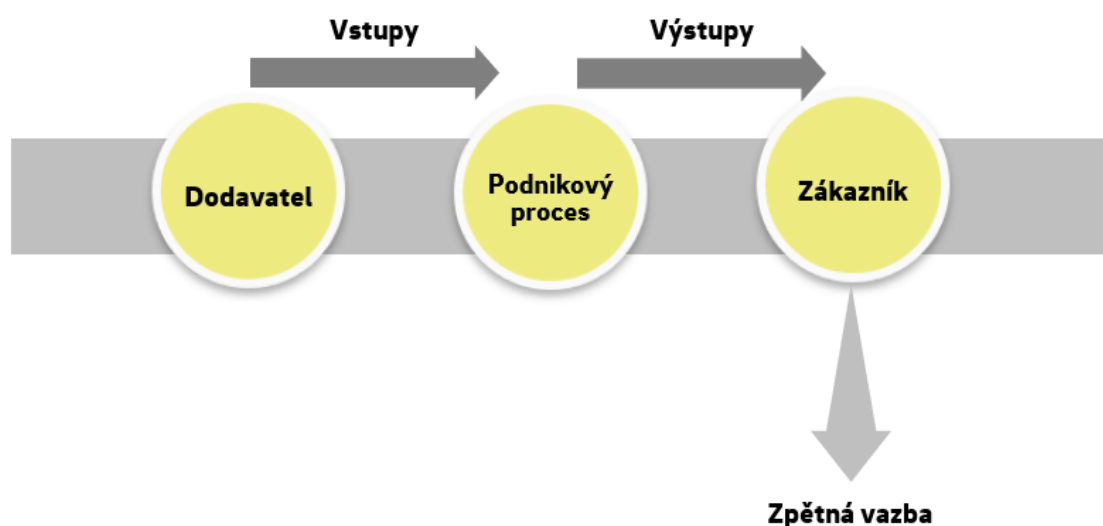 Vstupy
Výstupy
Dodavatel
Podnikový
proces
Zákazník
Zpětná vazba